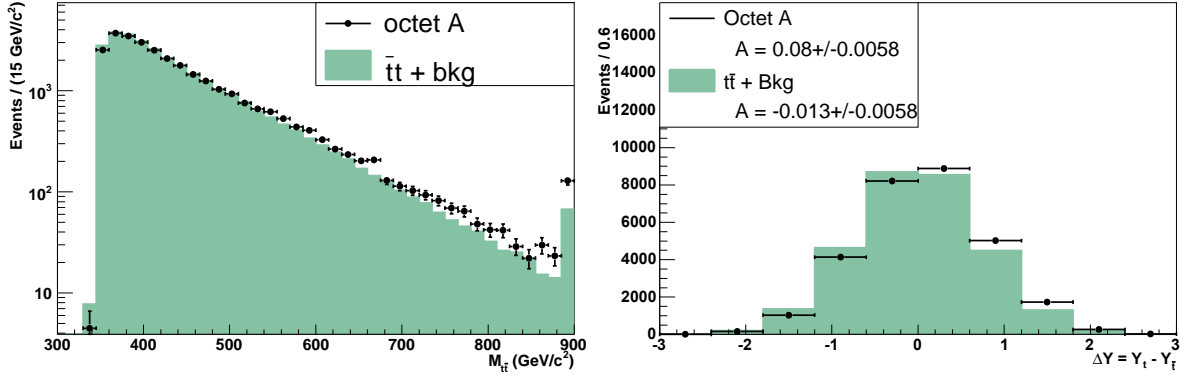 Events / (15 GeV/c²)
10³
10²
10
octet A
t̄t + bkg
300 400 500 600 700 800 900
M_tt̄ (GeV/c²)
Events / 0.6
16000
14000
12000
10000
8000
6000
4000
2000
0
Octet A
A = 0.08+/-0.0058
tt̄ + Bkg
A = -0.013+/-0.0058
-3 -2 -1 0 1 2 3
ΔY = Y_t - Y_t̄